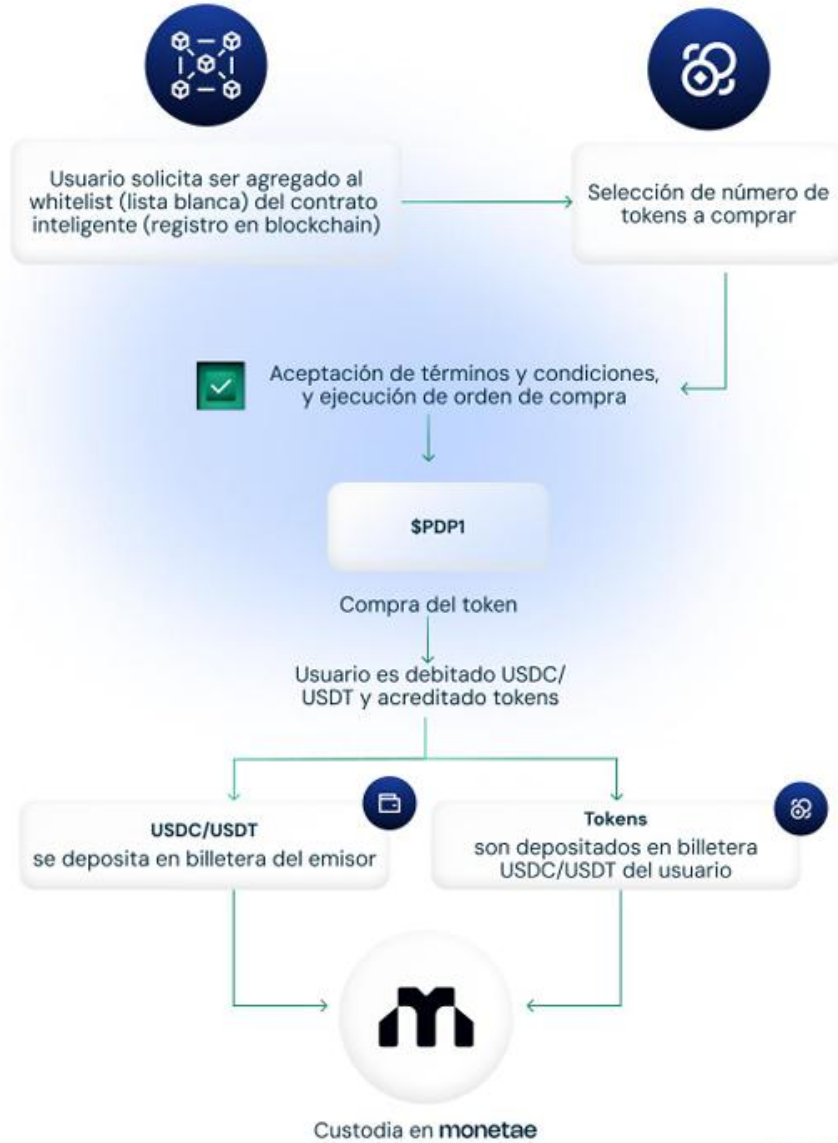 Usuario solicita ser agregado al
whitelist (lista blanca) del contrato
inteligente (registro en blockchain)
Selección de número de
tokens a comprar
Aceptación de términos y condiciones,
y ejecución de orden de compra
$PDP1
Compra del token
Usuario es debitado USDC/
USDT y acreditado tokens
USDC/USDT
se deposita en billetera del emisor
Tokens
son depositados en billetera
USDC/USDT del usuario
Custodia en monetae